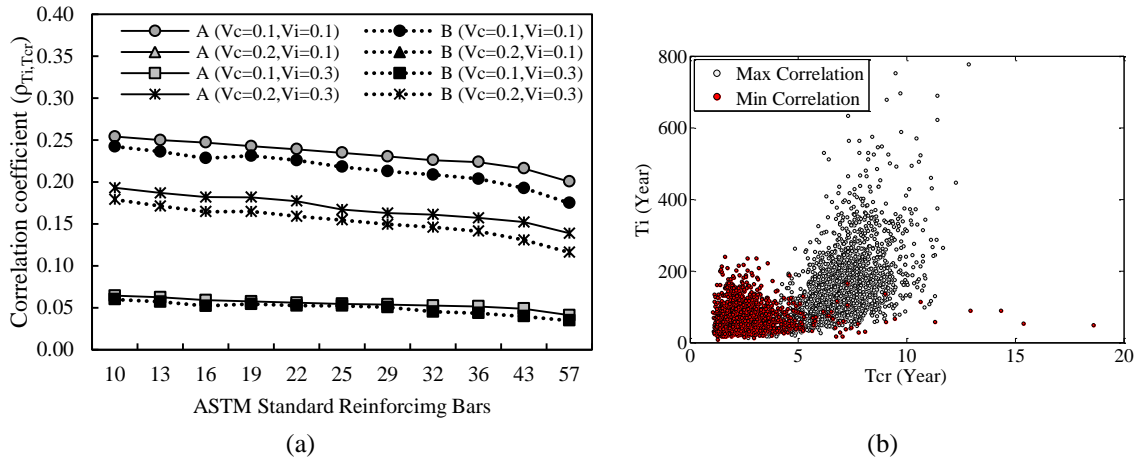 0.40
0.35
0.30
0.25
0.20
0.15
0.10
0.05
0.00
Correlation coefficient (ρTi,Tcr)
A (Vc=0.1,Vi=0.1) B (Vc=0.1,Vi=0.1)
A (Vc=0.2,Vi=0.1) B (Vc=0.2,Vi=0.1)
A (Vc=0.1,Vi=0.3) B (Vc=0.1,Vi=0.3)
A (Vc=0.2,Vi=0.3) B (Vc=0.2,Vi=0.3)
10 13 16 19 22 25 29 32 36 43 57
ASTM Standard Reinforcimg Bars
(a)
800
600
400
200
0
Ti (Year)
Max Correlation
Min Correlation
0 5 10 15 20
Tcr (Year)
(b)